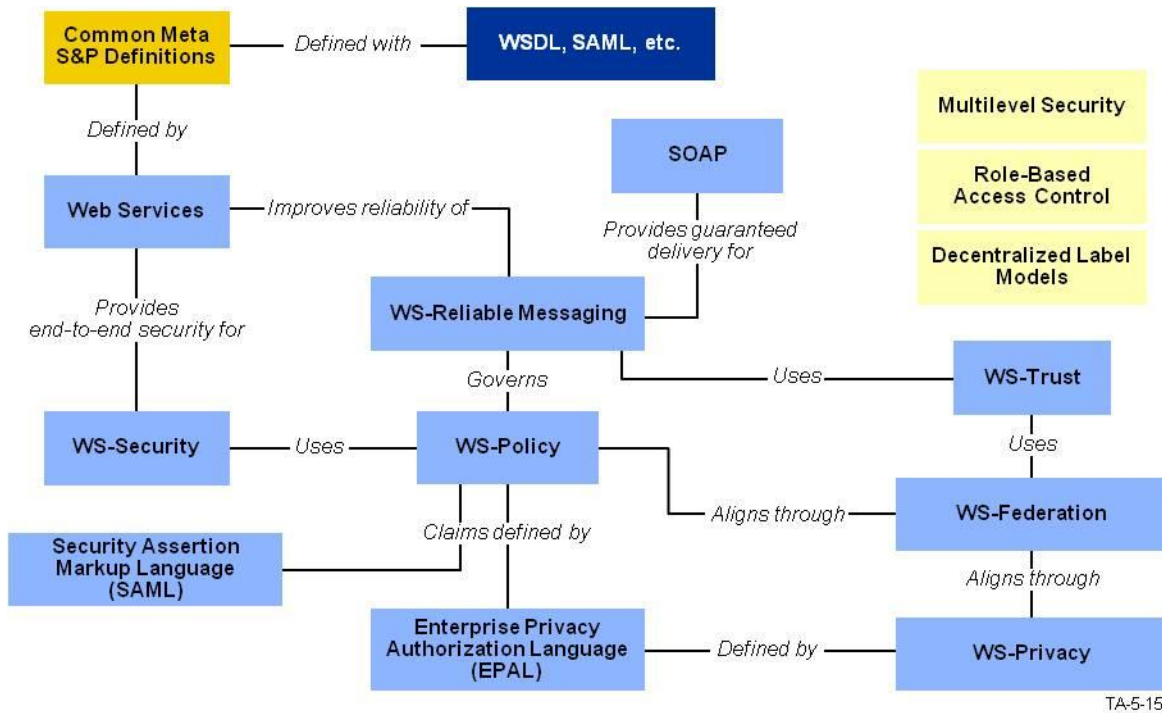 Common Meta
S&P Definitions
Defined with
WSDL, SAML, etc.
Multilevel Security
Defined by
SOAP
Role-Based
Access Control
Web Services
Improves reliability of
Provides guaranteed
delivery for
Decentralized Label
Models
Provides
end-to-end security for
WS-Reliable Messaging
Governs
Uses
WS-Trust
WS-Security
Uses
WS-Policy
Uses
Claims defined by
Aligns through
WS-Federation
Security Assertion
Markup Language
(SAML)
Aligns through
Enterprise Privacy
Authorization Language
(EPAL)
Defined by
WS-Privacy
TA-5-15